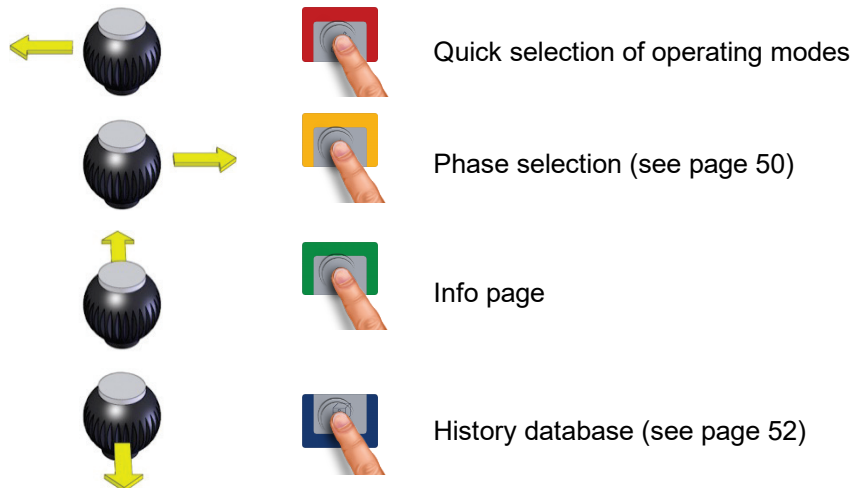 Quick selection of operating modes
Phase selection (see page 50)
Info page
History database (see page 52)